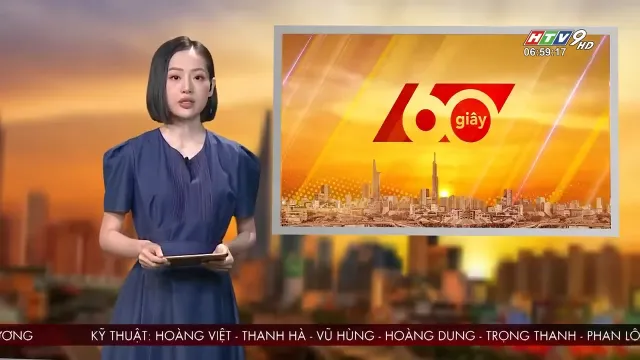 HTV9 HD
06:59:17
60 giây
ƯƠNG KỸ THUẬT: HOÀNG VIỆT - THANH HÀ - VŨ HÙNG - HOÀNG DUNG - TRỌNG THANH - PHAN LÔ